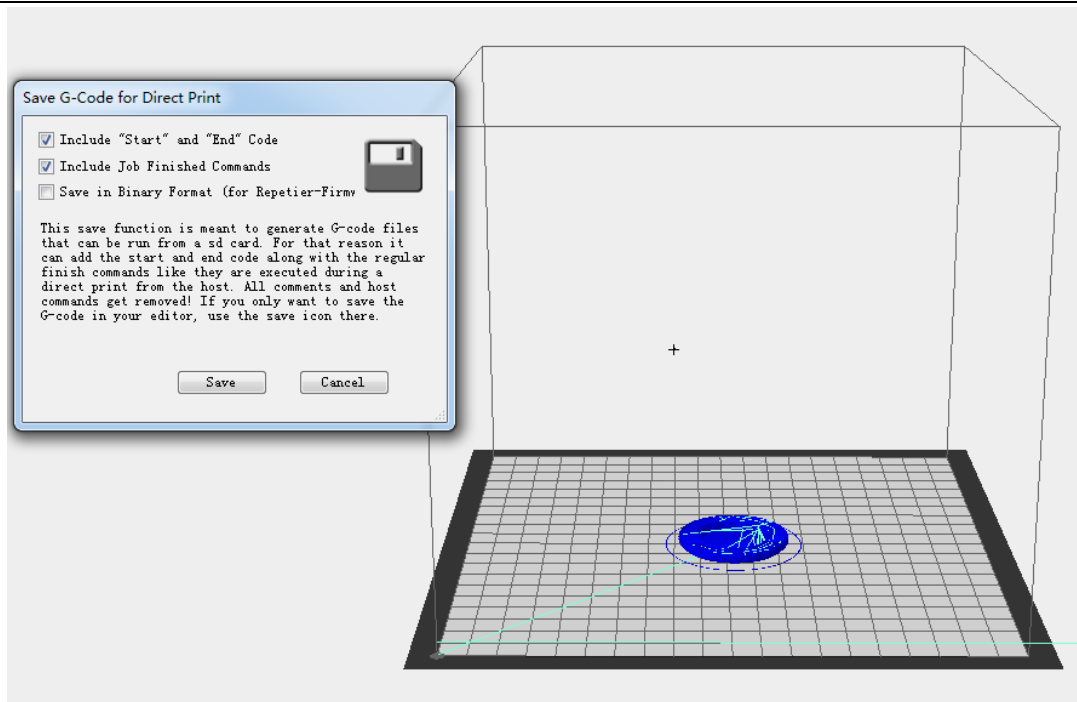 Save G-Code for Direct Print
Include "Start" and "End" Code
Include Job Finished Commands
Save in Binary Format (for Repetier-Firmw
This save function is meant to generate G-code files
that can be run from a sd card. For that reason it
can add the start and end code along with the regular
finish commands like they are executed during a
direct print from the host. All comments and host
commands get removed! If you only want to save the
G-code in your editor, use the save icon there.
Save
Cancel